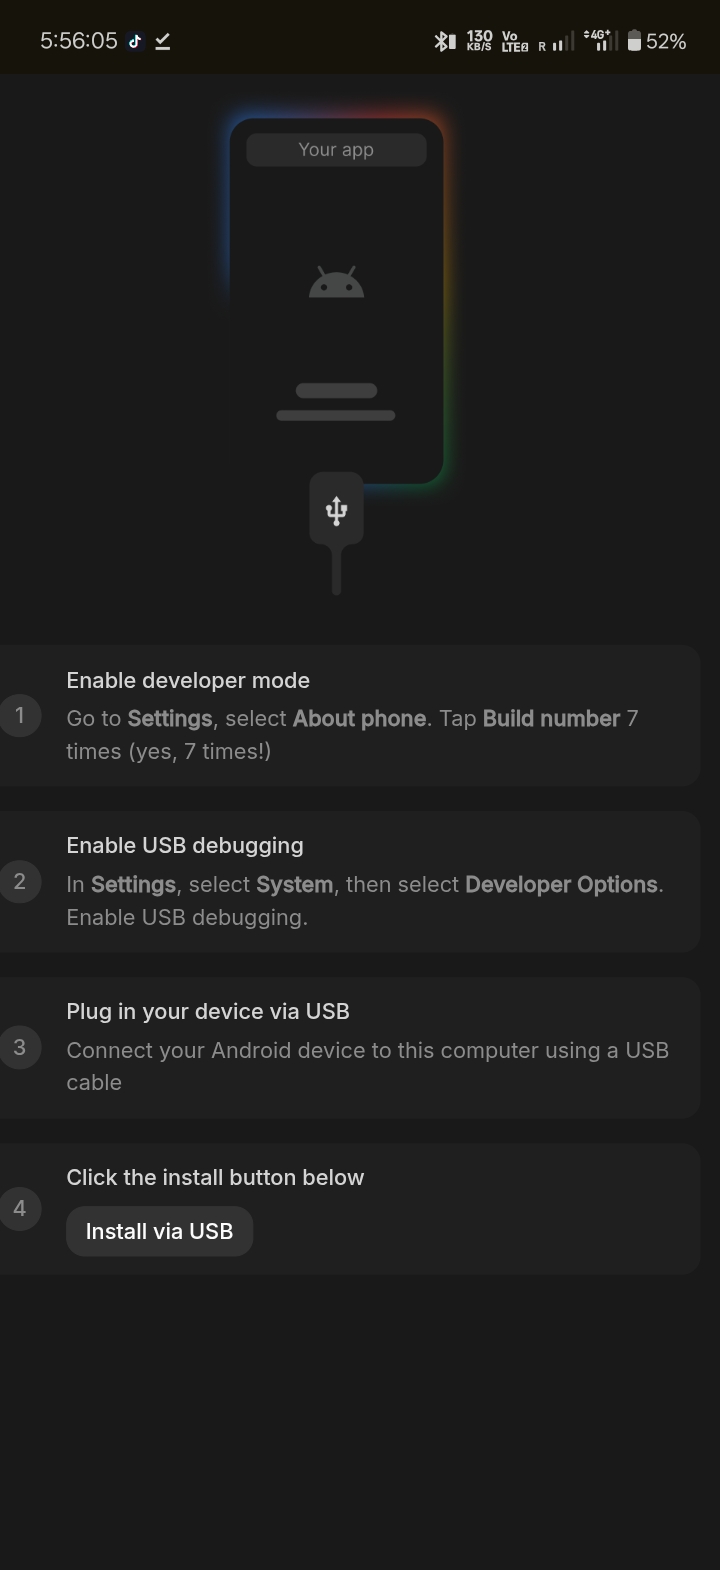 5:56:05
130 KB/S Vo LTE2 R 4G+ 52%
Your app
Enable developer mode
1
Go to Settings, select About phone. Tap Build number 7
times (yes, 7 times!)
Enable USB debugging
2
In Settings, select System, then select Developer Options.
Enable USB debugging.
Plug in your device via USB
3
Connect your Android device to this computer using a USB
cable
Click the install button below
4
Install via USB